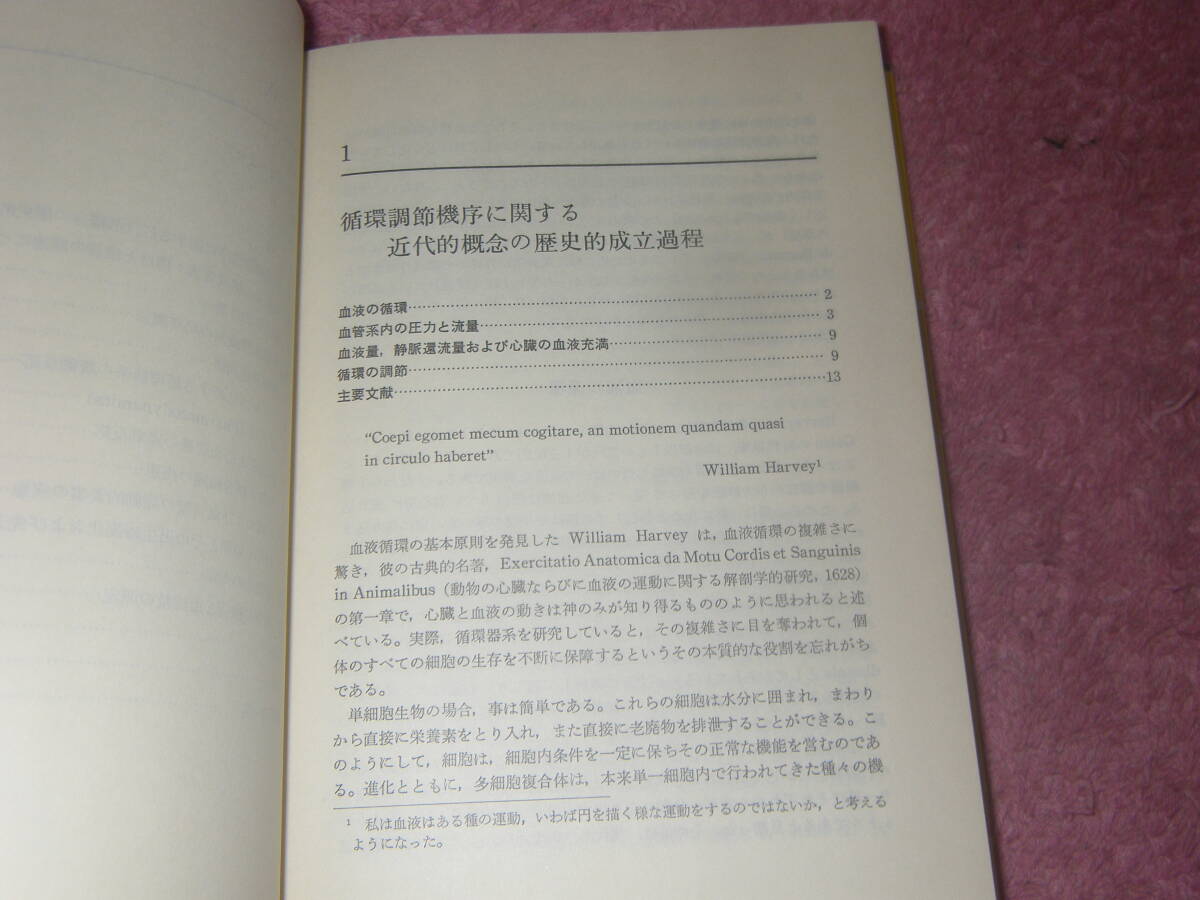 1
循環調節機序に関する
近代的概念の歴史的成立過程
血液の循環…………………………………………………………………… 2
血管系内の圧力と流量………………………………………………………… 3
血液量，静脈還流量および心臓の血液充満………………………………… 9
循環の調節…………………………………………………………………… 9
主要文献……………………………………………………………………13
“Coepi egomet mecum cogitare, an motionem quandam quasi
in circulo haberet”
William Harvey¹
血液循環の基本原則を発見した William Harvey は，血液循環の複雑さに
驚き，彼の古典的名著，Exercitatio Anatomica da Motu Cordis et Sanguinis
in Animalibus（動物の心臓ならびに血液の運動に関する解剖学的研究，1628）
の第一章で，心臓と血液の動きは神のみが知り得るもののように思われると述
べている。実際，循環器系を研究していると，その複雑さに目を奪われて，個
体のすべての細胞の生存を不断に保障するというその本質的な役割を忘れがち
である。
単細胞生物の場合，事は簡単である。これらの細胞は水分に囲まれ，まわり
から直接に栄養素をとり入れ，また直接に老廃物を排泄することができる。こ
のようにして，細胞は，細胞内条件を一定に保ちその正常な機能を営むのであ
る。進化とともに，多細胞複合体は，本来単一細胞内で行われてきた種々の機
¹ 私は血液はある種の運動，いわば円を描く様な運動をするのではないか，と考える
ようになった。